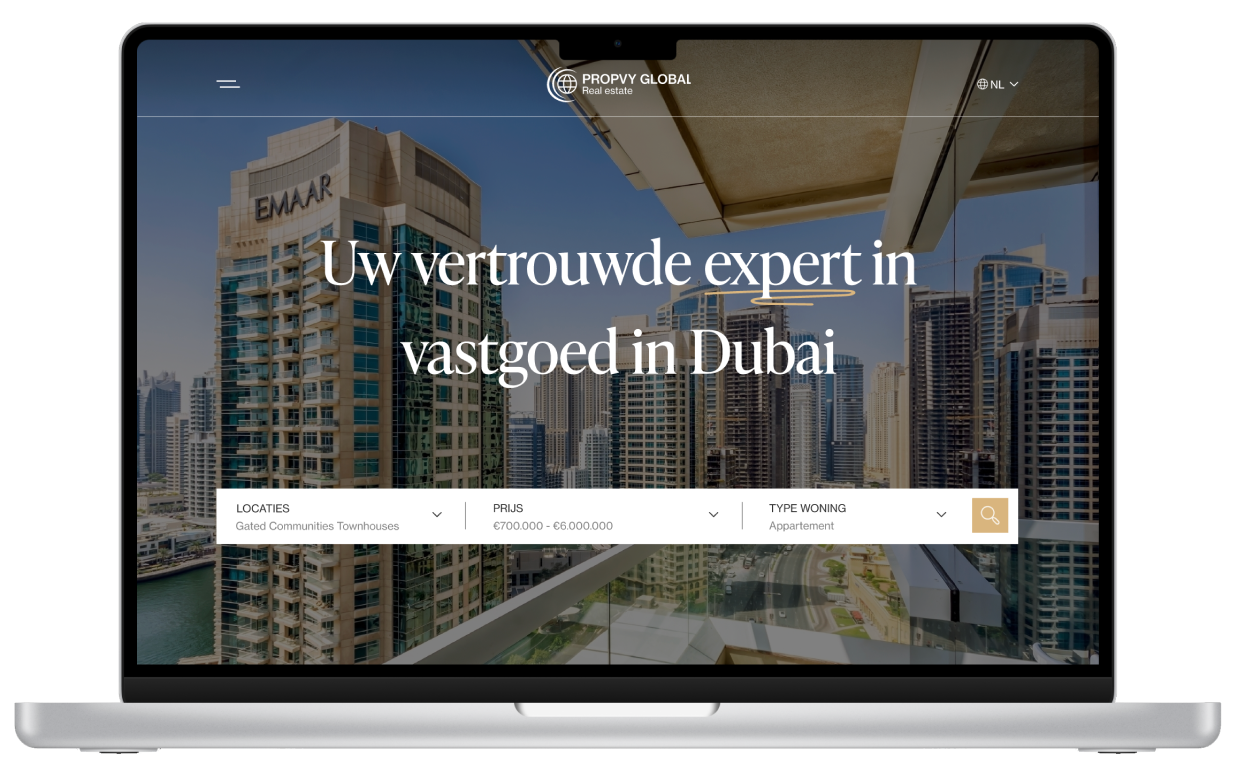 PROPVY GLOBAL
Real estate
NL
EMAAR
Uw vertrouwde expert in
vastgoed in Dubai
LOCATIES
Gated Communities Townhouses
PRIJS
€700.000 - €6.000.000
TYPE WONING
Appartement